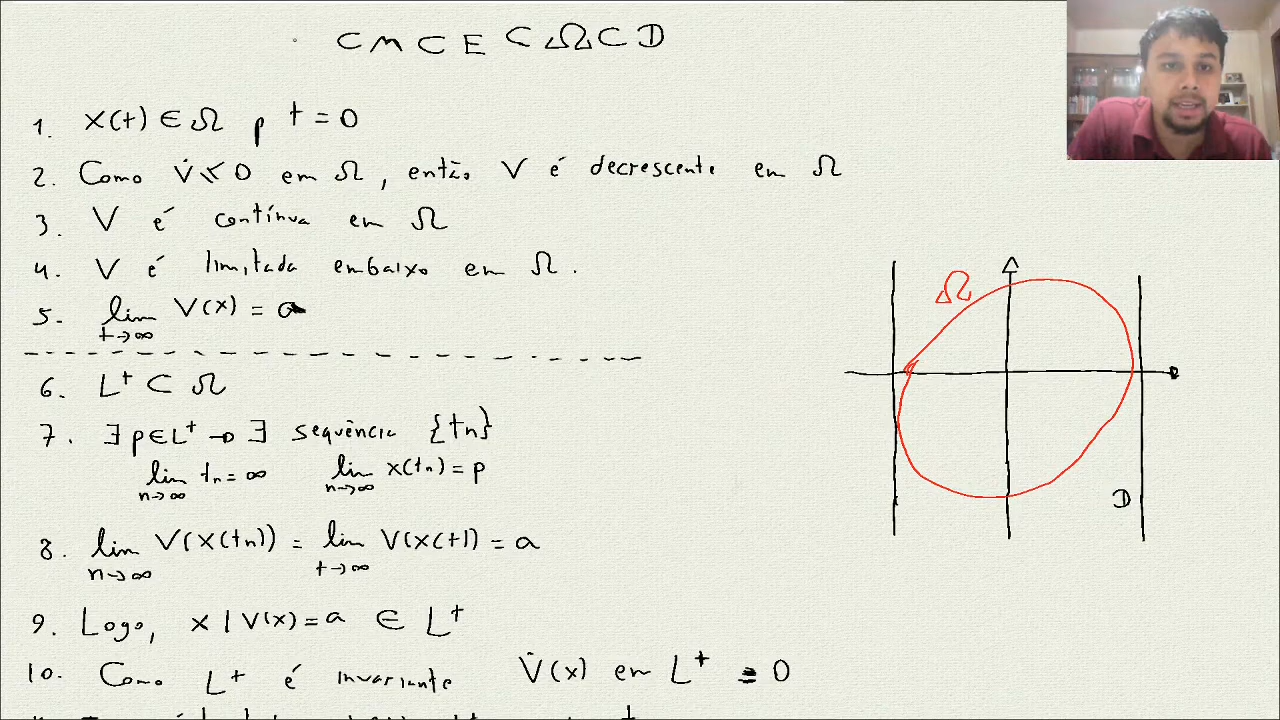 ⊂ M ⊂ E ⊂ Ω ⊂ D
1. x(t) ∈ Ω p t = 0
2. Como V̇ ≤ 0 em Ω, então V é decrescente em Ω
3. V é contínua em Ω
4. V é limitada embaixo em Ω.
5. lim t→∞ V(x) = a
6. L⁺ ⊂ Ω
7. ∃ p ∈ L⁺ → ∃ sequência {tn}
lim n→∞ tn = ∞ lim n→∞ x(tn) = p
8. lim n→∞ V(x(tn)) = lim t→∞ V(x(t)) = a
9. Logo, x | V(x) = a ∈ L⁺
10. Como L⁺ é invariante V̇(x) em L⁺ = 0
Ω
D